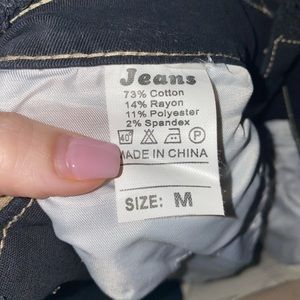 Jeans
73% Cotton
14% Rayon
11% Polyester
2% Spandex
40°
P
MADE IN CHINA
SIZE: M